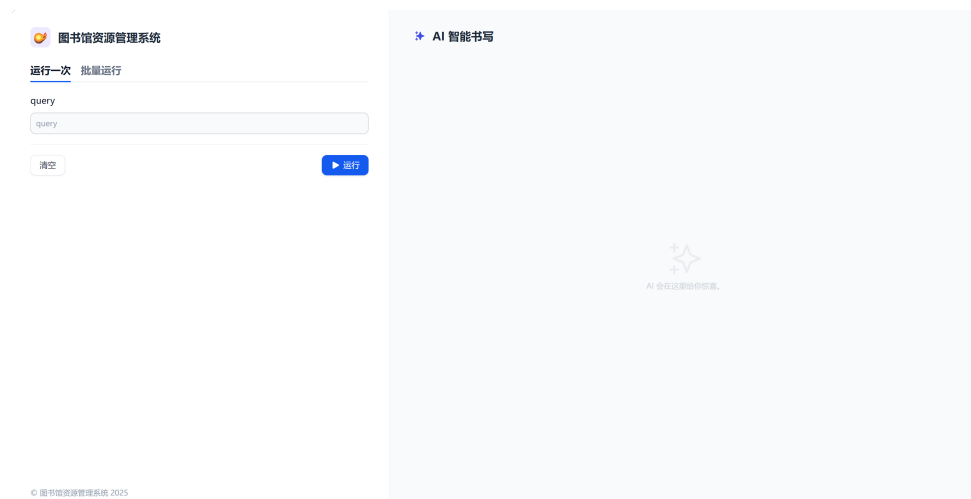 图书馆资源管理系统
运行一次 批量运行
query
query
清空 运行
© 图书馆资源管理系统 2025
AI 智能书写
AI 会在这里给你惊喜。